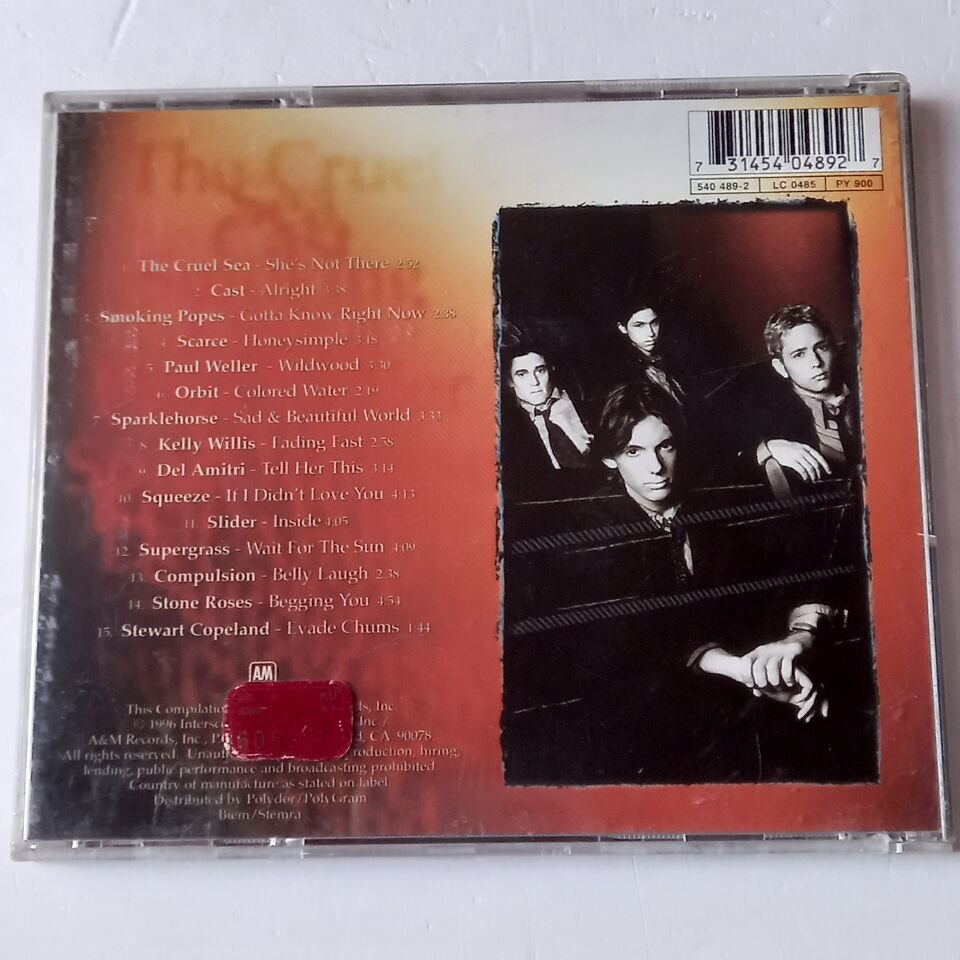 7 31454 04892 7
540 489-2 LC 0485 PY 900
1. The Cruel Sea - She's Not There 2:52
2. Cast - Alright 3:38
3. Smoking Popes - Gotta Know Right Now 2:38
4. Scarce - Honeysimple 3:18
5. Paul Weller - Wildwood 3:30
6. Orbit - Colored Water 2:19
7. Sparklehorse - Sad & Beautiful World 3:33
8. Kelly Willis - Fading Fast 2:58
9. Del Amitri - Tell Her This 3:14
10. Squeeze - If I Didn't Love You 4:13
11. Slider - Inside 4:05
12. Supergrass - Wait For The Sun 4:09
13. Compulsion - Belly Laugh 2:38
14. Stone Roses - Begging You 4:54
15. Stewart Copeland - Evade Chums 1:44
AM
This Compilation Inc.
© 1996 Inc./
A&M Records, Inc., CA 90078.
All rights reserved. hiring,
lending, public performance and broadcasting prohibited.
Country of manufacture as stated on label
Distributed by Polydor/PolyGram
Biem/Stemra